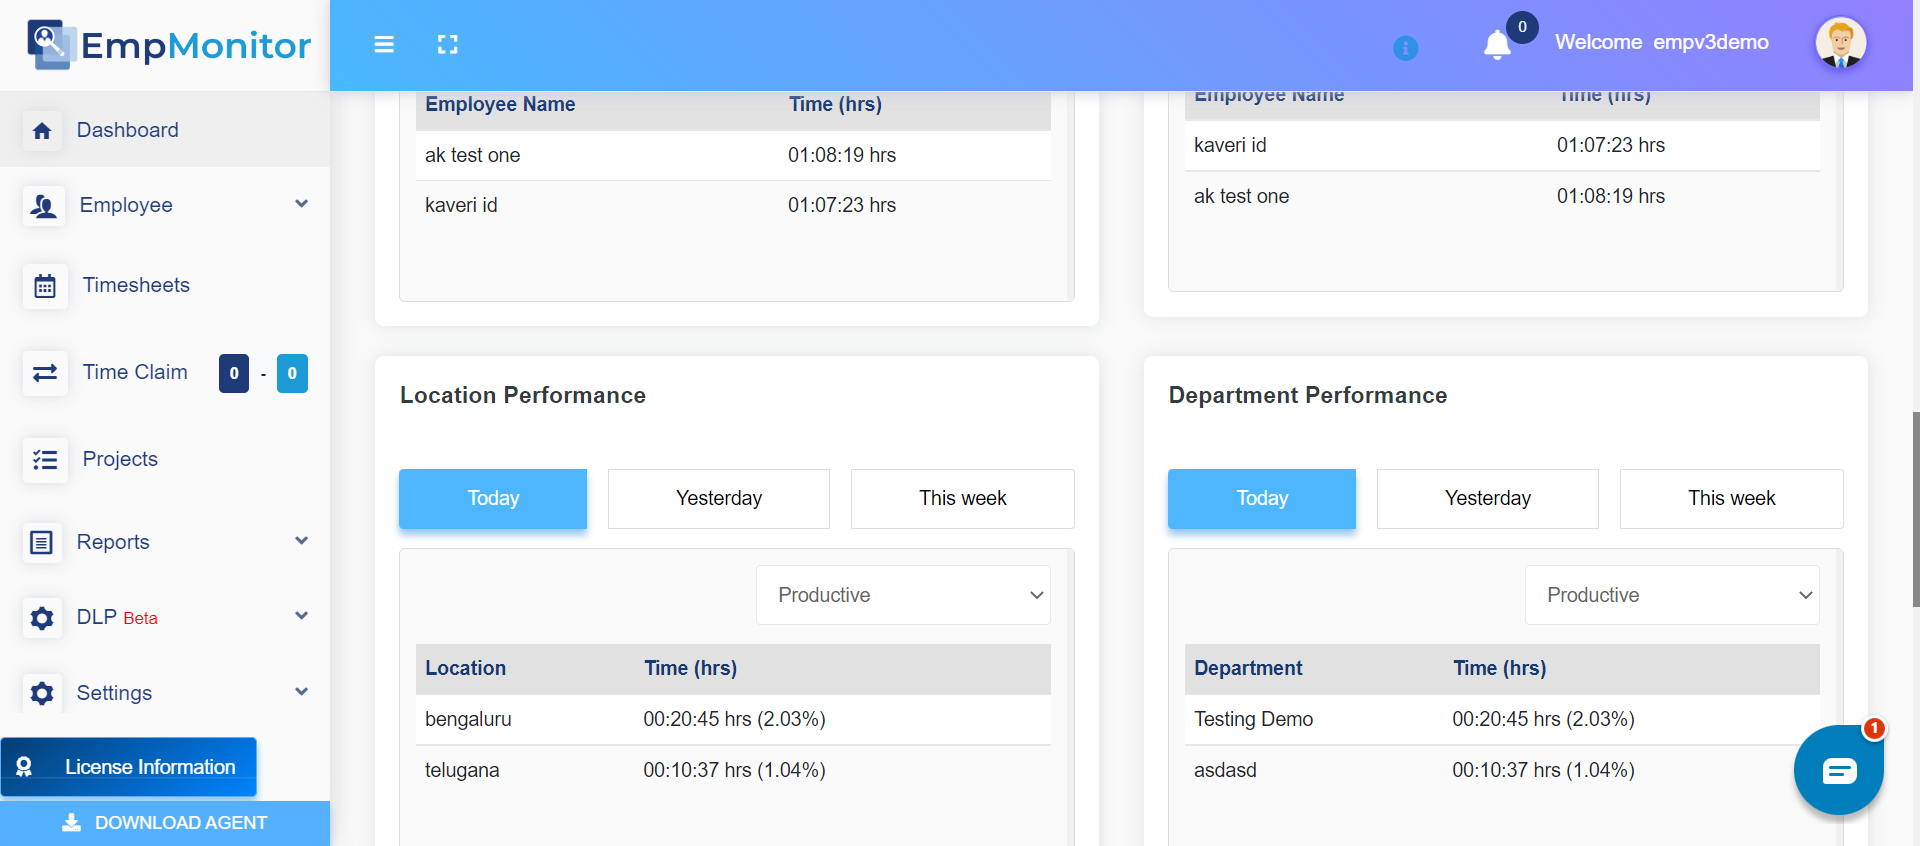 EmpMonitor
0
Welcome empv3demo
Dashboard
Employee
Timesheets
Time Claim 0 - 0
Projects
Reports
DLP Beta
Settings
License Information
DOWNLOAD AGENT
Employee Name Time (hrs)
ak test one 01:08:19 hrs
kaveri id 01:07:23 hrs
Employee Name Time (hrs)
kaveri id 01:07:23 hrs
ak test one 01:08:19 hrs
Location Performance
Today Yesterday This week
Productive
Location Time (hrs)
bengaluru 00:20:45 hrs (2.03%)
telugana 00:10:37 hrs (1.04%)
Department Performance
Today Yesterday This week
Productive
Department Time (hrs)
Testing Demo 00:20:45 hrs (2.03%)
asdasd 00:10:37 hrs (1.04%)
1